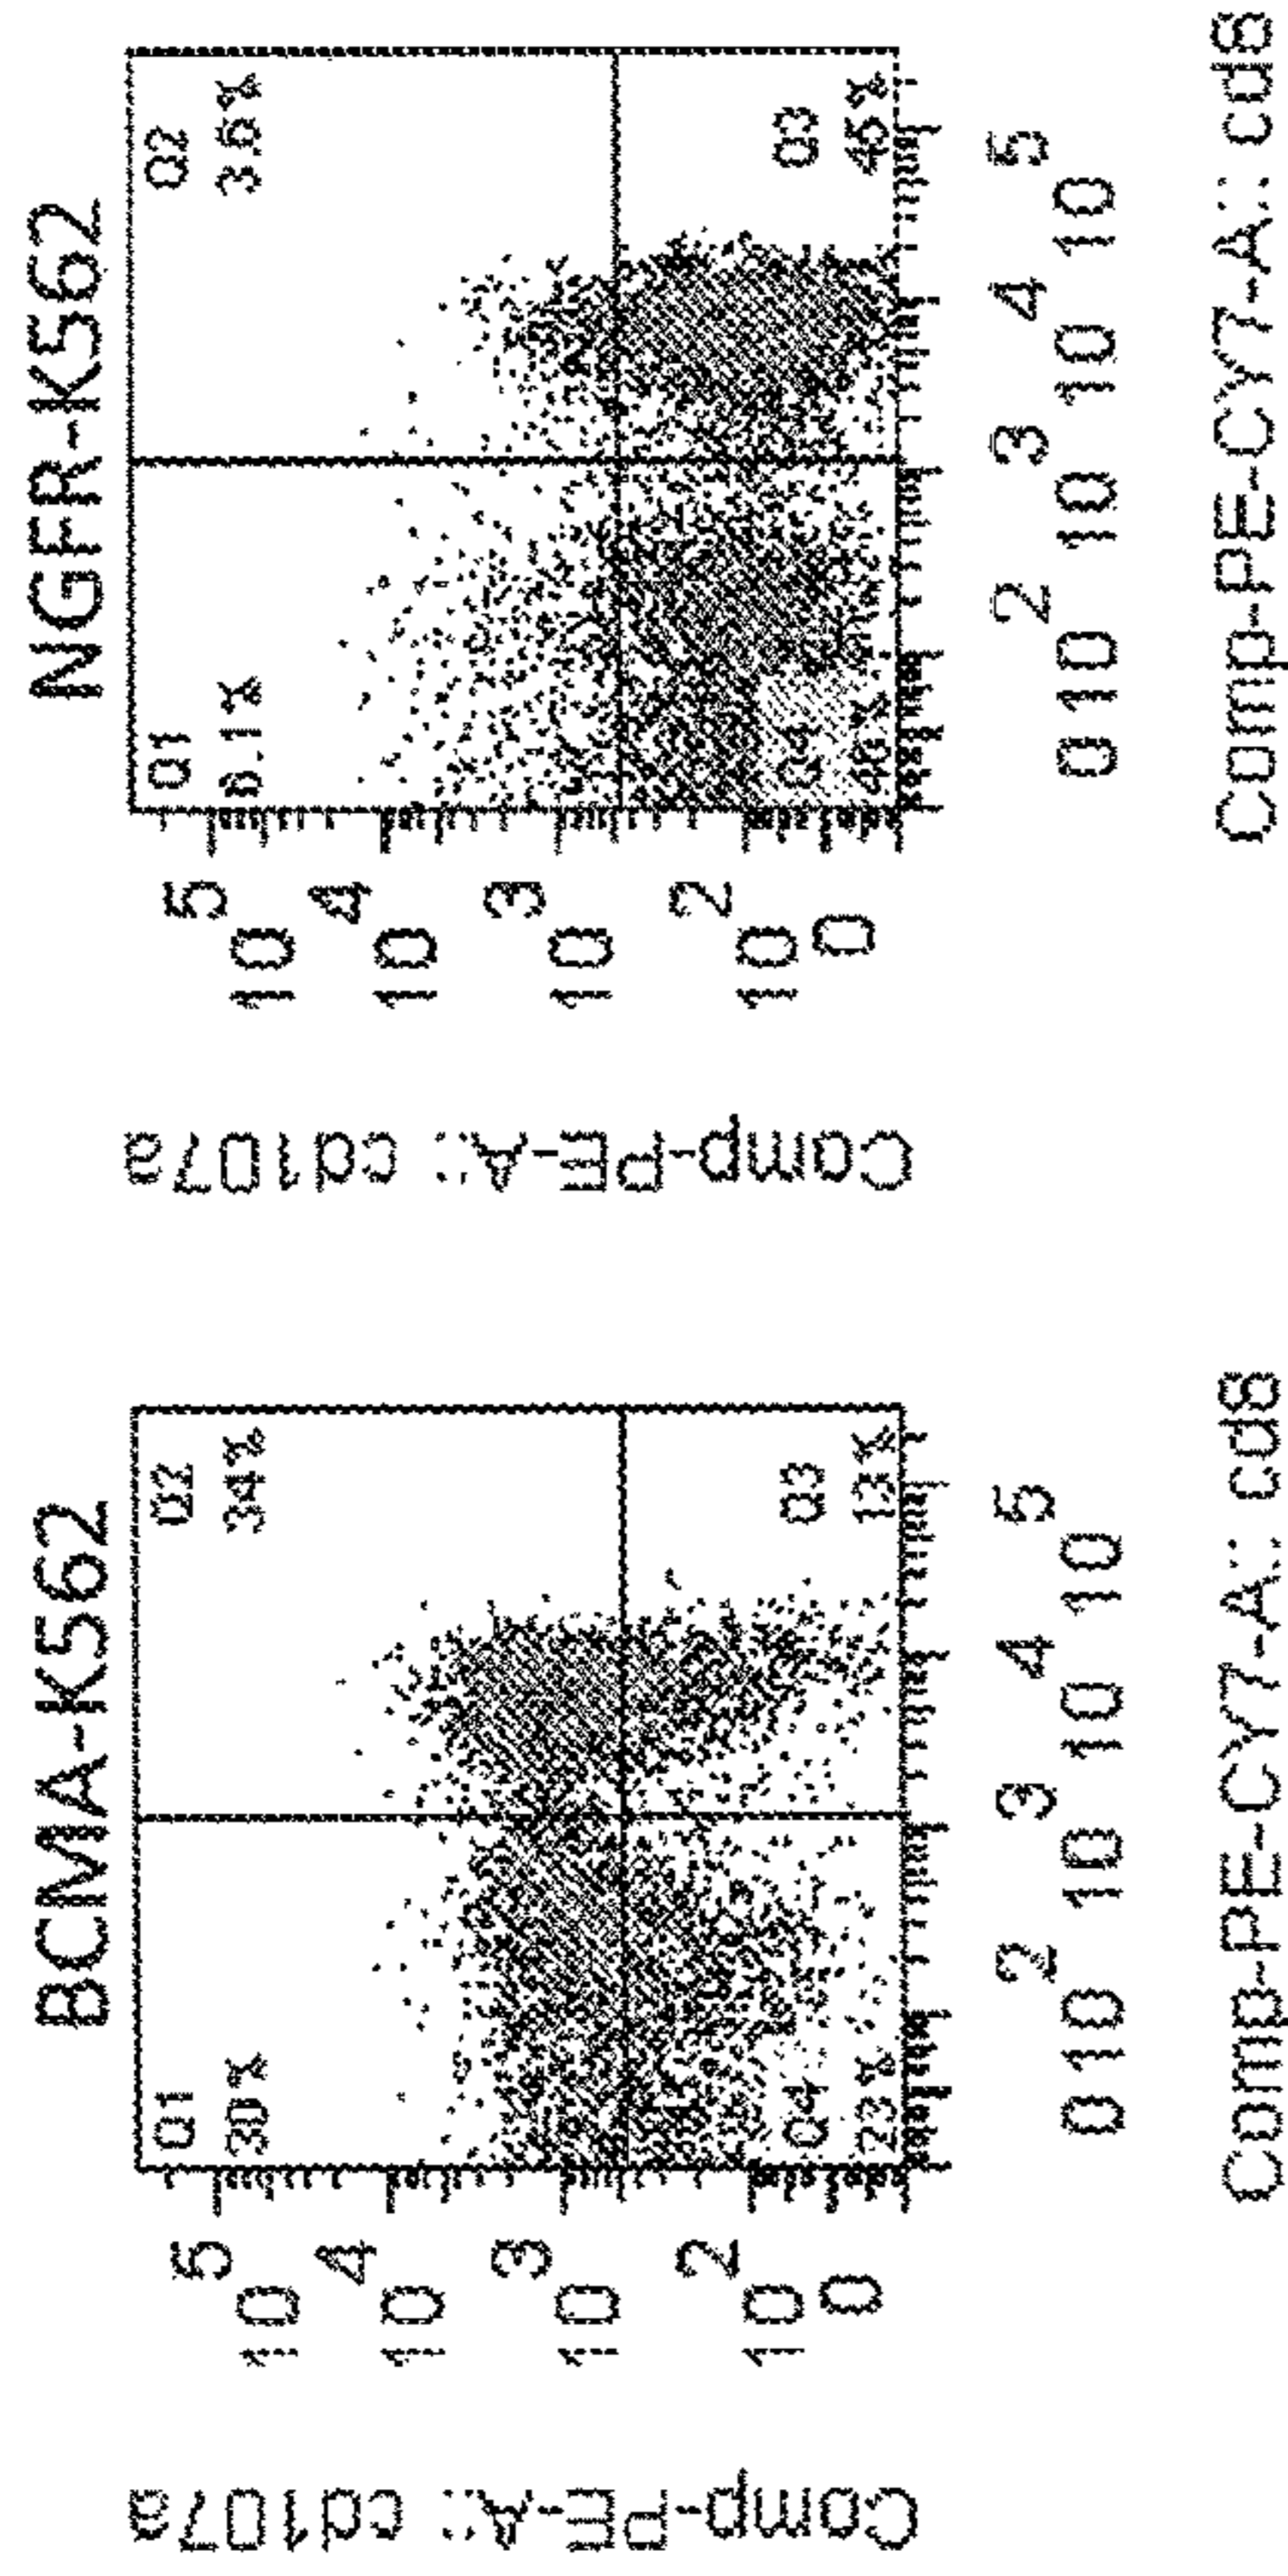 BCMA-K562
Q1
30%
Q2
34%
Q3
13%
Q4
23%
10 5
10 4
10 3
10 2
0
0 10 2 10 3 10 4 10 5
Comp-PE-A:: cd107a
Comp-PE-CY7-A:: cd8
NGFR-K562
Q1
Q2
3.6%
Q3
45%
Q4
10 5
10 4
10 3
10 2
0
0 10 2 10 3 10 4 10 5
Comp-PE-A:: cd107a
Comp-PE-CY7-A:: cd8